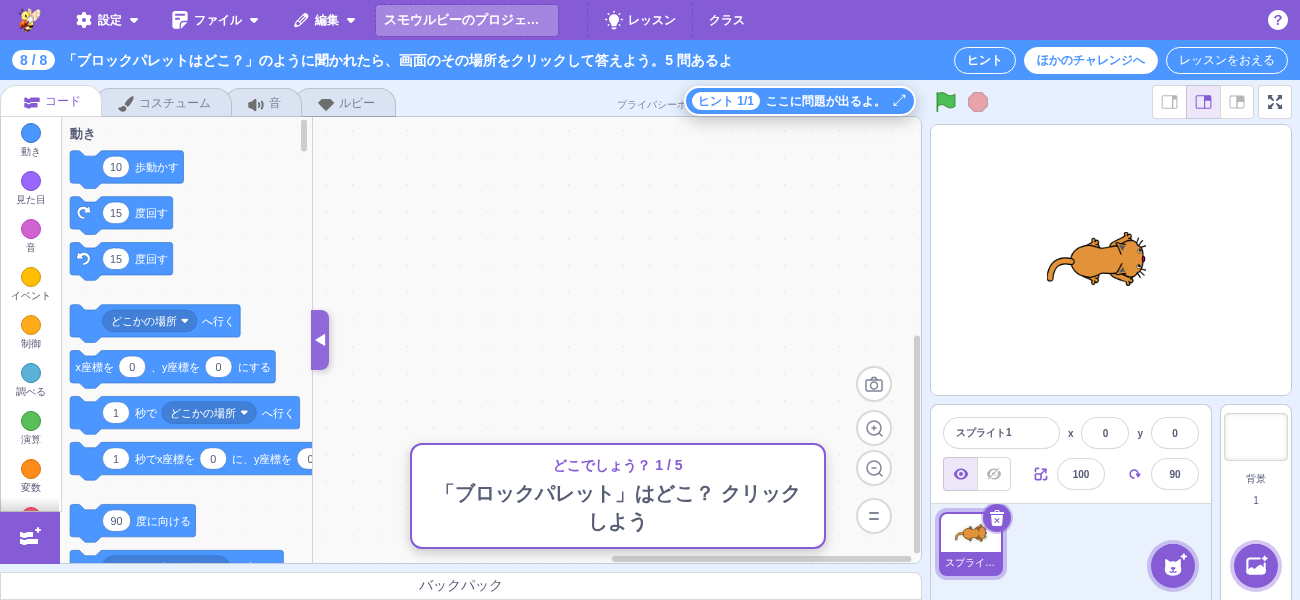 設定
ファイル
編集
スモウルビーのプロジェ…
レッスン
クラス
?
8 / 8
「ブロックパレットはどこ？」のように聞かれたら、画面のその場所をクリックして答えよう。5 問あるよ
ヒント
ほかのチャレンジへ
レッスンをおえる
コード
コスチューム
音
ルビー
ヒント 1/1 ここに問題が出るよ。
動き
見た目
音
イベント
制御
調べる
演算
変数
動き
10 歩動かす
15 度回す
15 度回す
どこかの場所 へ行く
x座標を 0 、y座標を 0 にする
1 秒で どこかの場所 へ行く
1 秒でx座標を 0 に、y座標を 0
90 度に向ける
どこでしょう？ 1 / 5
「ブロックパレット」はどこ？ クリック
しよう
バックパック
スプライト1
x 0
y 0
100
90
スプライ…
背景
1